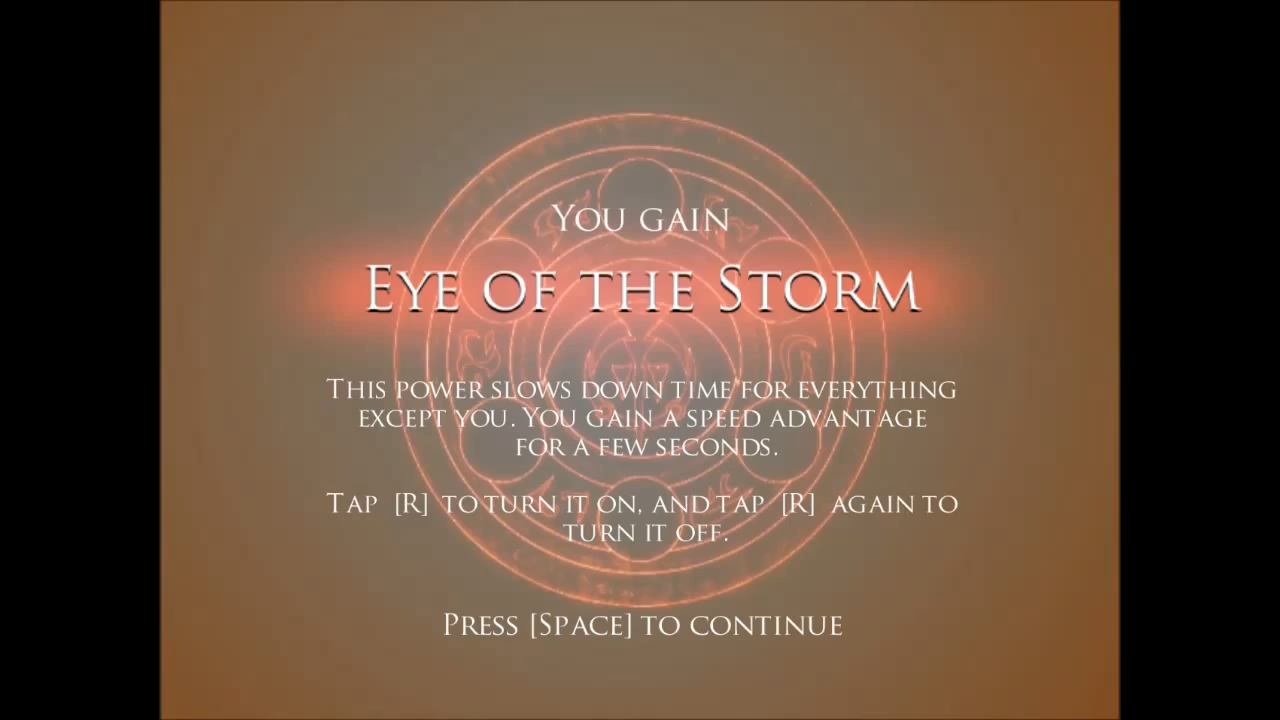 You gain
Eye of the Storm
This power slows down time for everything
except you. You gain a speed advantage
for a few seconds.
Tap [R] to turn it on, and tap [R] again to
turn it off.
Press [Space] to continue